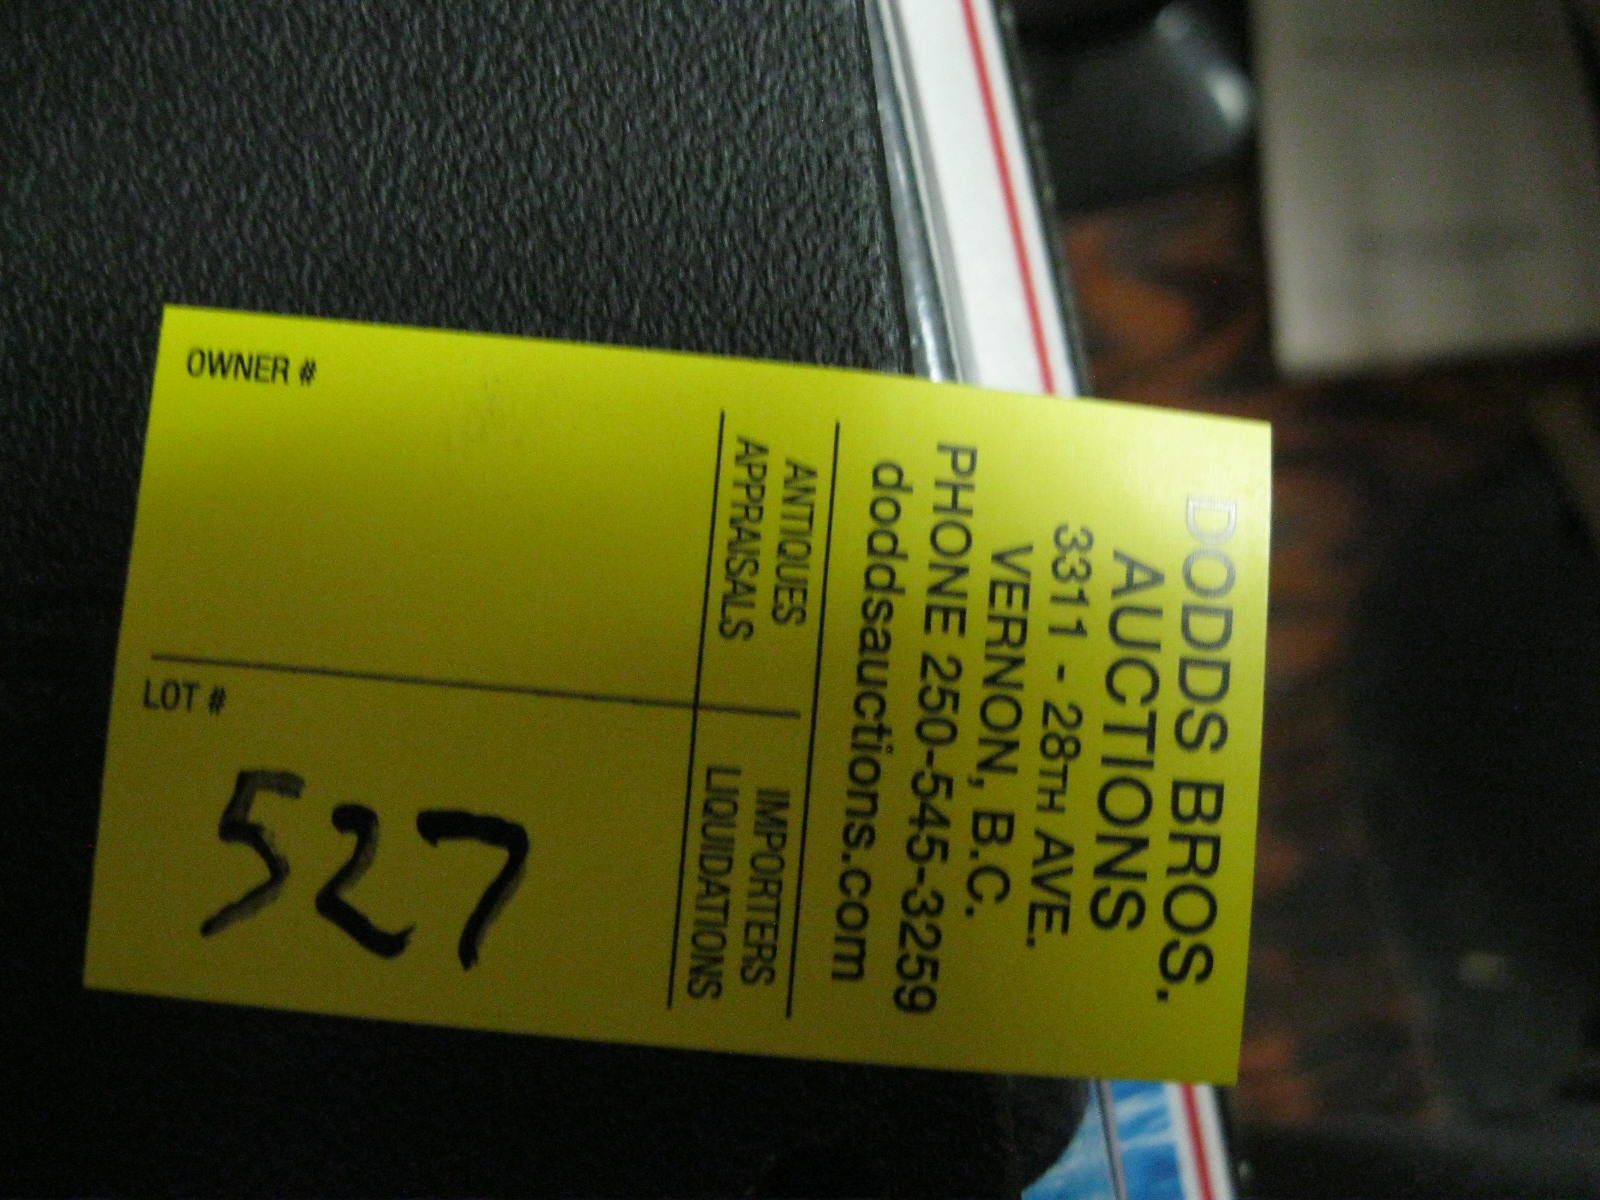 DODDS BROS.
AUCTIONS
3311 - 28TH AVE.
VERNON, B.C.
PHONE 250-545-3259
doddsauctions.com
ANTIQUES IMPORTERS
APPRAISALS LIQUIDATIONS
OWNER #
LOT #
527